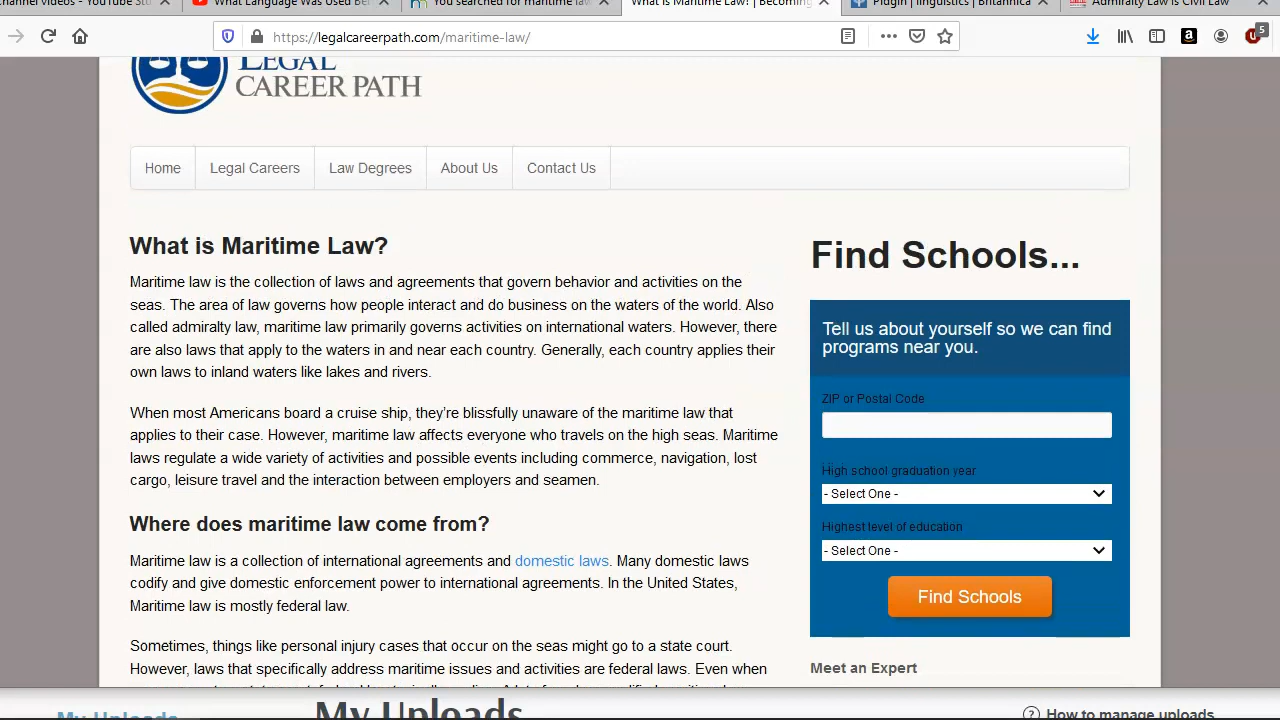 channel videos - YouTube Stu
What Language Was Used Be
You searched for maritime la
What is Maritime Law? | Becoming
Pidgin | linguistics | Britannica
Admiralty Law is Civil Law
https://legalcareerpath.com/maritime-law/
5
LEGAL
CAREER PATH
Home
Legal Careers
Law Degrees
About Us
Contact Us
What is Maritime Law?
Maritime law is the collection of laws and agreements that govern behavior and activities on the
seas. The area of law governs how people interact and do business on the waters of the world. Also
called admiralty law, maritime law primarily governs activities on international waters. However, there
are also laws that apply to the waters in and near each country. Generally, each country applies their
own laws to inland waters like lakes and rivers.
When most Americans board a cruise ship, they're blissfully unaware of the maritime law that
applies to their case. However, maritime law affects everyone who travels on the high seas. Maritime
laws regulate a wide variety of activities and possible events including commerce, navigation, lost
cargo, leisure travel and the interaction between employers and seamen.
Where does maritime law come from?
Maritime law is a collection of international agreements and domestic laws. Many domestic laws
codify and give domestic enforcement power to international agreements. In the United States,
Maritime law is mostly federal law.
Sometimes, things like personal injury cases that occur on the seas might go to a state court.
However, laws that specifically address maritime issues and activities are federal laws. Even when
Find Schools...
Tell us about yourself so we can find
programs near you.
ZIP or Postal Code
High school graduation year
- Select One -
Highest level of education
- Select One -
Find Schools
Meet an Expert
My Uploads
My Uploads
How to manage uploads